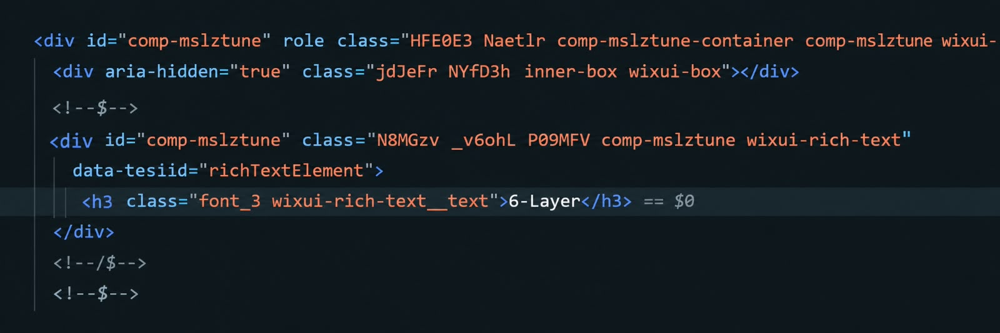 <div id="comp-mslztune" role class="HFE0E3 Naetlr comp-mslztune-container comp-mslztune wixui-
<div aria-hidden="true" class="jdJeFr NYfD3h inner-box wixui-box"></div>
<!--$-->
<div id="comp-mslztune" class="N8MGzv _v6ohL P09MFV comp-mslztune wixui-rich-text"
data-tesiid="richTextElement">
<h3 class="font_3 wixui-rich-text__text">6-Layer</h3> == $0
</div>
<!--/$-->
<!--$-->